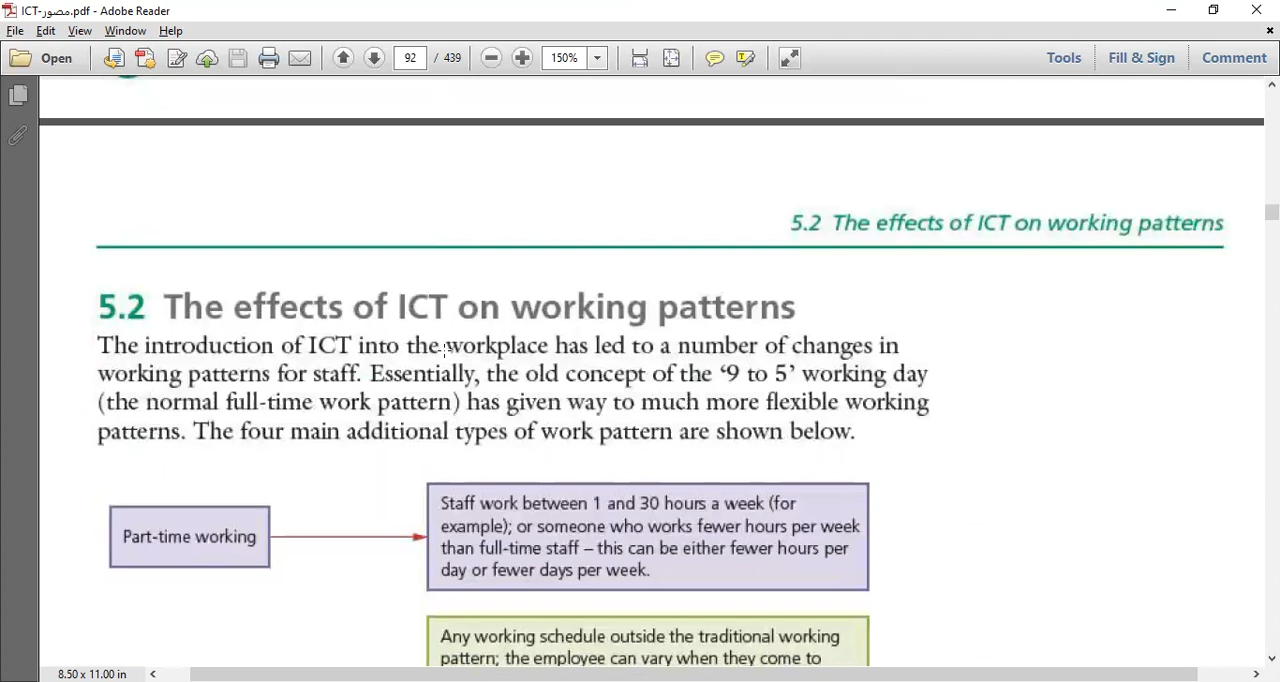 ICT-مصور.pdf - Adobe Reader
File Edit View Window Help
Open 92 / 439 150% Tools Fill & Sign Comment
5.2 The effects of ICT on working patterns
5.2 The effects of ICT on working patterns
The introduction of ICT into the workplace has led to a number of changes in
working patterns for staff. Essentially, the old concept of the ‘9 to 5’ working day
(the normal full-time work pattern) has given way to much more flexible working
patterns. The four main additional types of work pattern are shown below.
Part-time working
Staff work between 1 and 30 hours a week (for
example); or someone who works fewer hours per week
than full-time staff – this can be either fewer hours per
day or fewer days per week.
Any working schedule outside the traditional working
pattern; the employee can vary when they come to
8.50 x 11.00 in